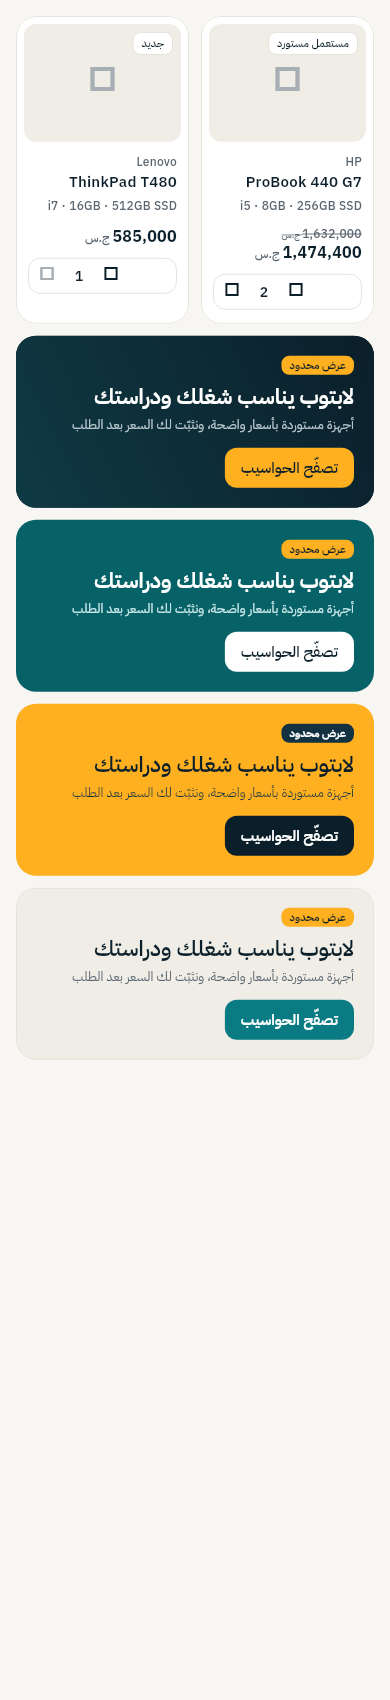 مستعمل مستورد
HP
ProBook 440 G7
i5 · 8GB · 256GB SSD
1,632,000 ج.س
1,474,400 ج.س
2
جديد
Lenovo
ThinkPad T480
i7 · 16GB · 512GB SSD
585,000 ج.س
1
عرض محدود
لابتوب يناسب شغلك ودراستك
أجهزة مستوردة بأسعار واضحة، ونثبّت لك السعر بعد الطلب
تصفّح الحواسيب
عرض محدود
لابتوب يناسب شغلك ودراستك
أجهزة مستوردة بأسعار واضحة، ونثبّت لك السعر بعد الطلب
تصفّح الحواسيب
عرض محدود
لابتوب يناسب شغلك ودراستك
أجهزة مستوردة بأسعار واضحة، ونثبّت لك السعر بعد الطلب
تصفّح الحواسيب
عرض محدود
لابتوب يناسب شغلك ودراستك
أجهزة مستوردة بأسعار واضحة، ونثبّت لك السعر بعد الطلب
تصفّح الحواسيب